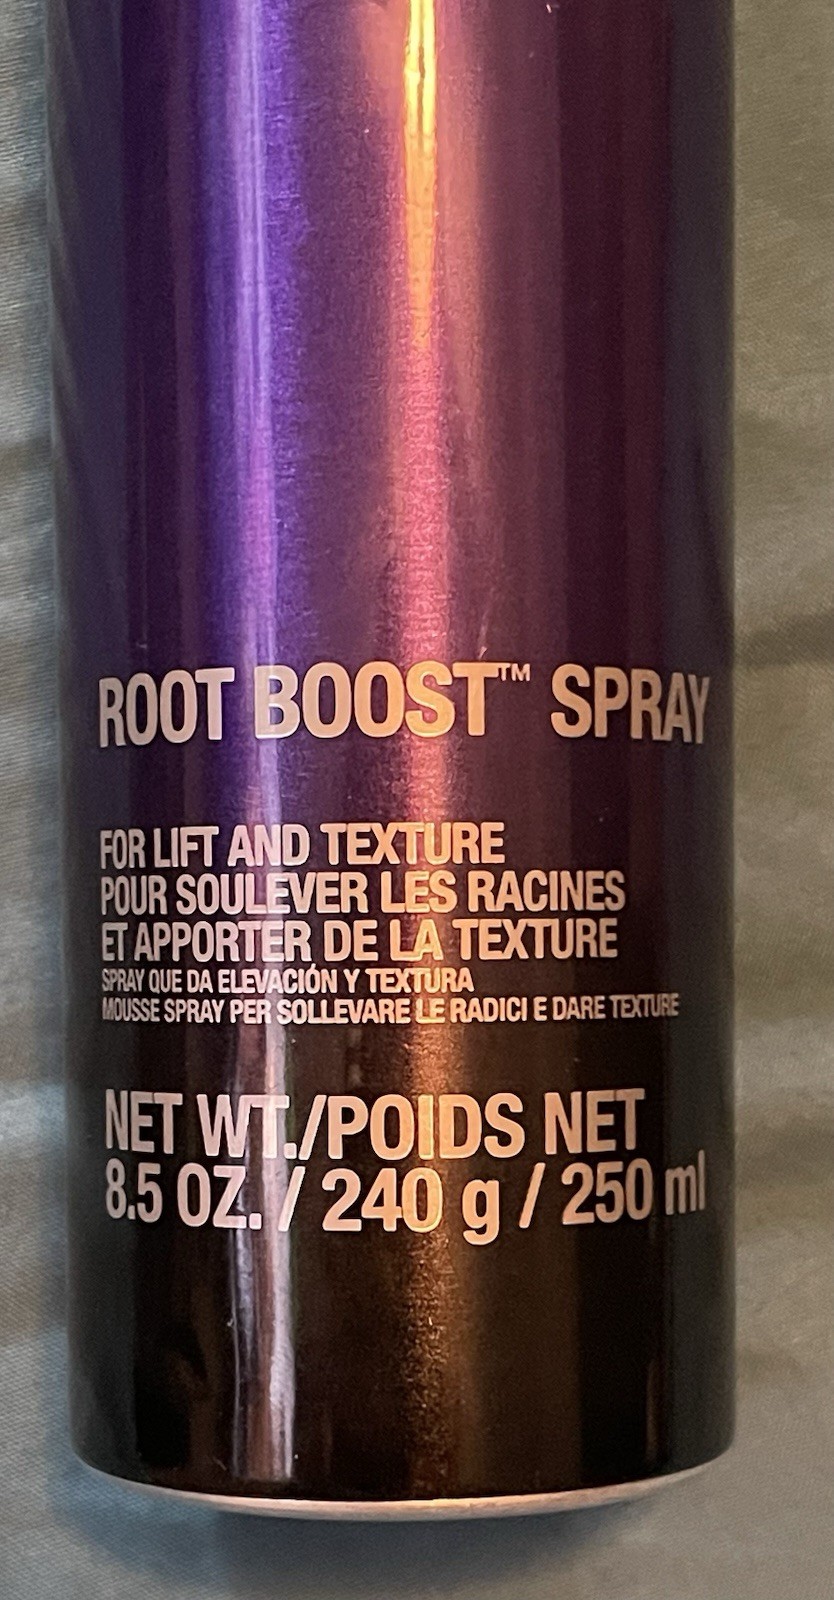 ROOT BOOST™ SPRAY
FOR LIFT AND TEXTURE
POUR SOULEVER LES RACINES
ET APPORTER DE LA TEXTURE
SPRAY QUE DA ELEVACIÓN Y TEXTURA
MOUSSE SPRAY PER SOLLEVARE LE RADICI E DARE TEXTURE
NET WT./POIDS NET
8.5 OZ. / 240 g / 250 ml